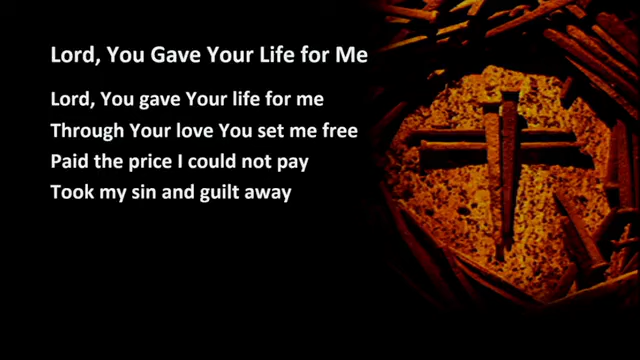 Lord, You Gave Your Life for Me
Lord, You gave Your life for me
Through Your love You set me free
Paid the price I could not pay
Took my sin and guilt away